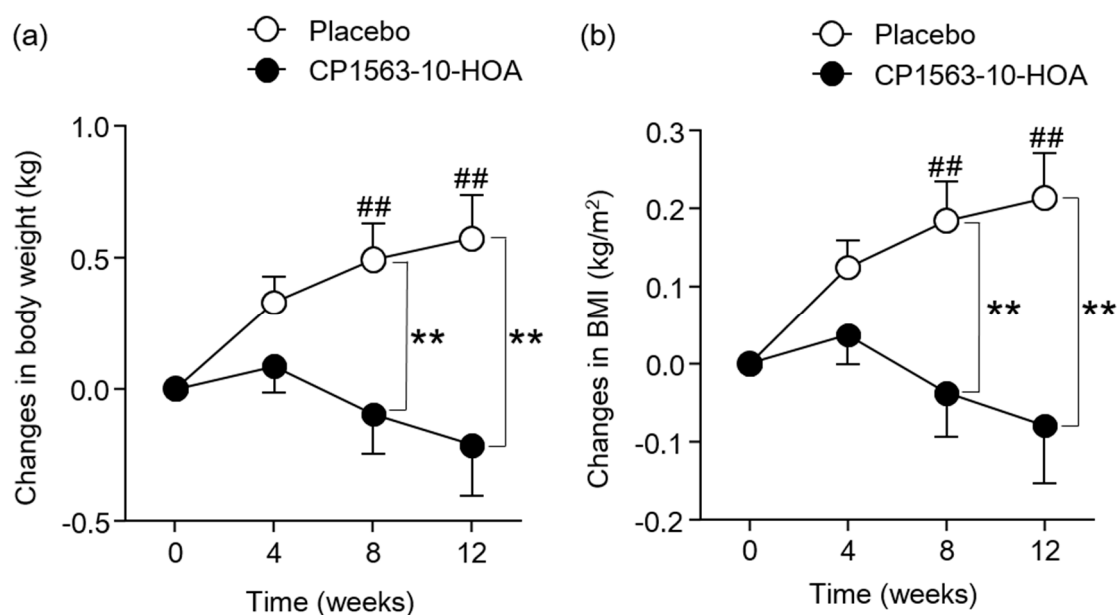 (a)
Placebo
CP1563-10-HOA
Changes in body weight (kg)
1.0
0.5
0.0
-0.5
##
##
**
**
0 4 8 12
Time (weeks)
(b)
Placebo
CP1563-10-HOA
Changes in BMI (kg/m²)
0.3
0.2
0.1
0.0
-0.1
-0.2
##
##
**
**
0 4 8 12
Time (weeks)